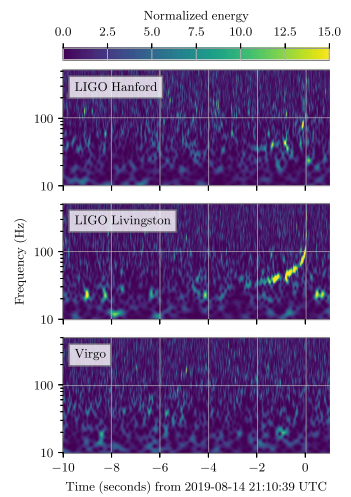 Normalized energy
0.0 2.5 5.0 7.5 10.0 12.5 15.0
LIGO Hanford
100
10
LIGO Livingston
100
10
Frequency (Hz)
Virgo
100
10
−10 −8 −6 −4 −2 0
Time (seconds) from 2019-08-14 21:10:39 UTC